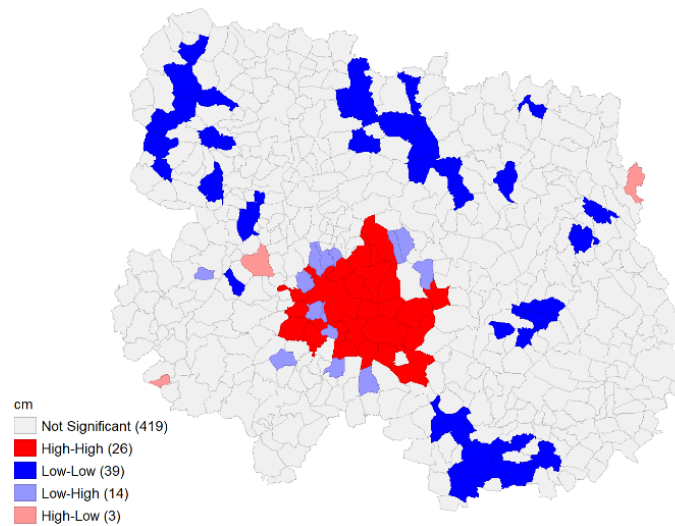 cm
Not Significant (419)
High-High (26)
Low-Low (39)
Low-High (14)
High-Low (3)